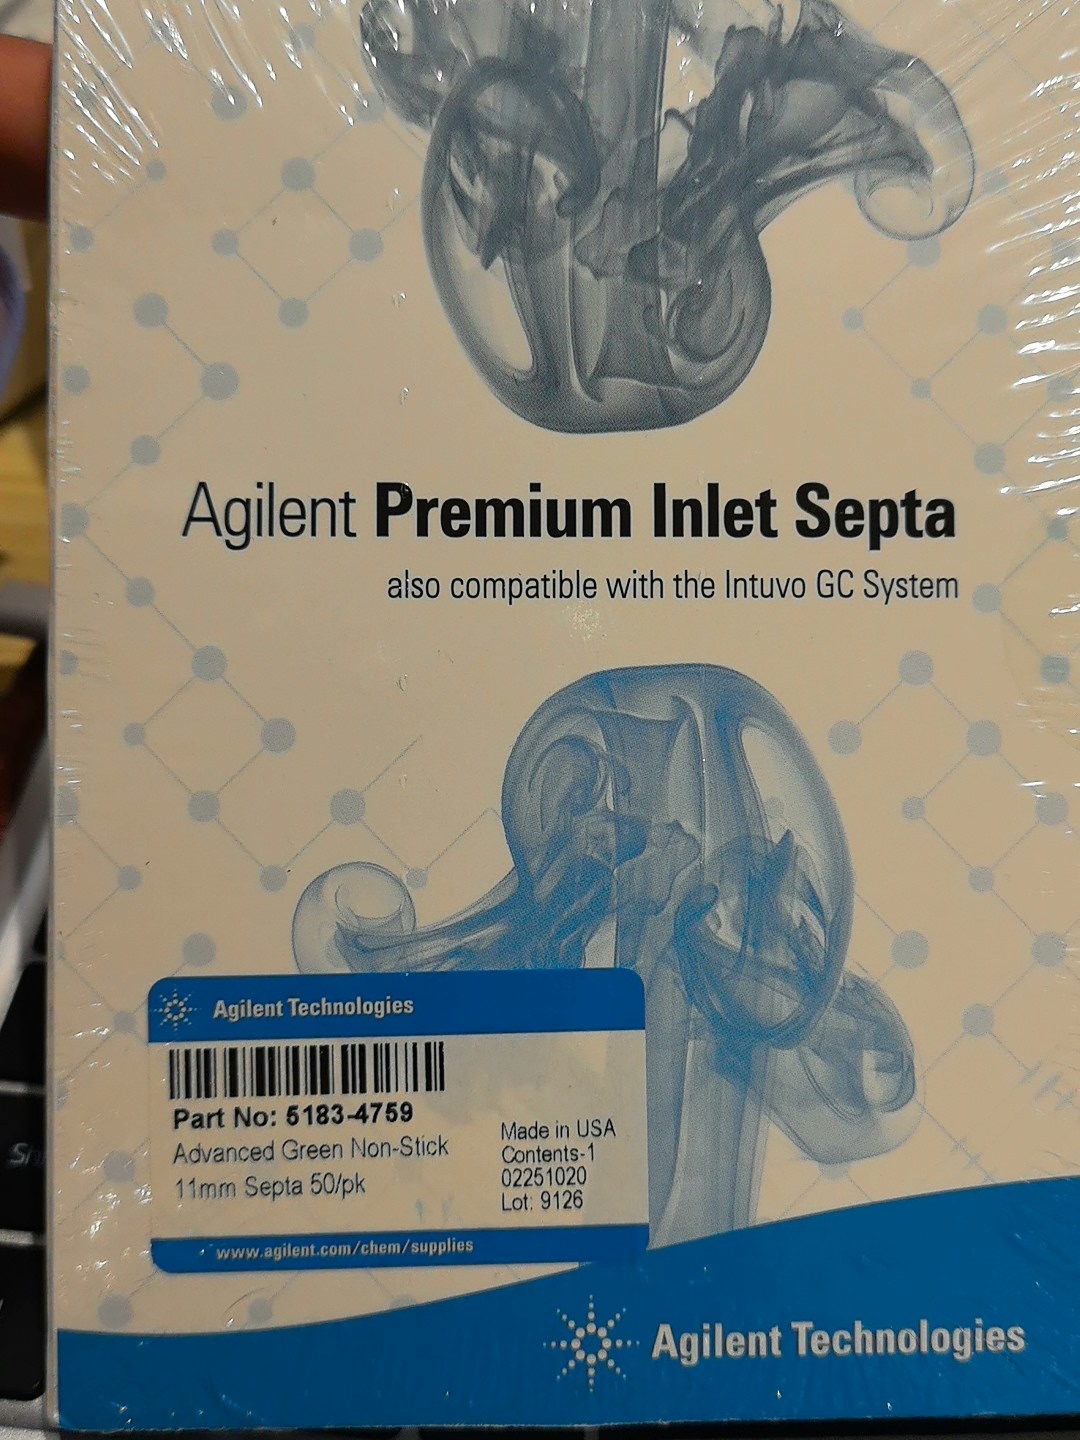 Agilent Premium Inlet Septa
also compatible with the Intuvo GC System
Agilent Technologies
Part No: 5183-4759
Advanced Green Non-Stick
11mm Septa 50/pk
Made in USA
Contents-1
02251020
Lot: 9126
www.agilent.com/chem/supplies
Agilent Technologies